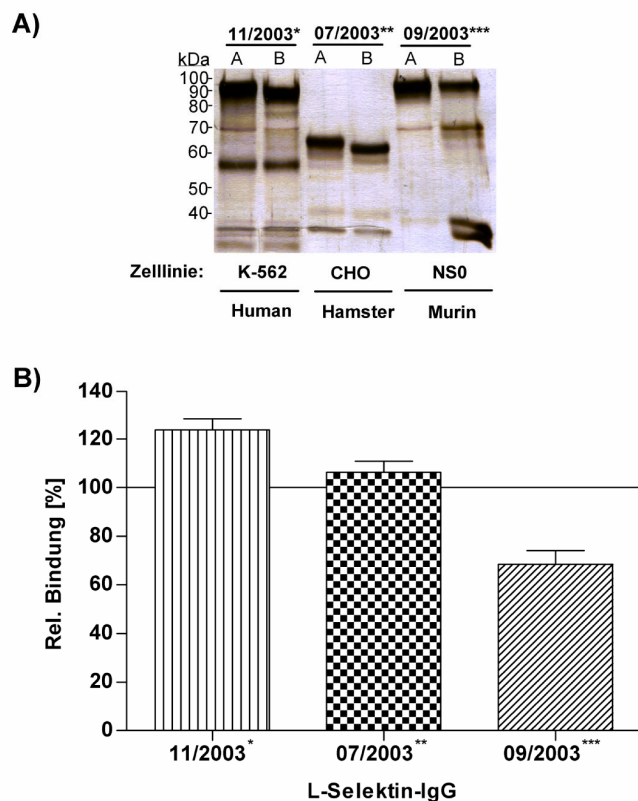 A)
11/2003* 07/2003** 09/2003***
kDa A B A B A B
100
90
80
70
60
50
40
Zelllinie: K-562 CHO NS0
Human Hamster Murin
B)
140
120
100
80
60
40
20
0
Rel. Bindung [%]
11/2003* 07/2003** 09/2003***
L-Selektin-IgG